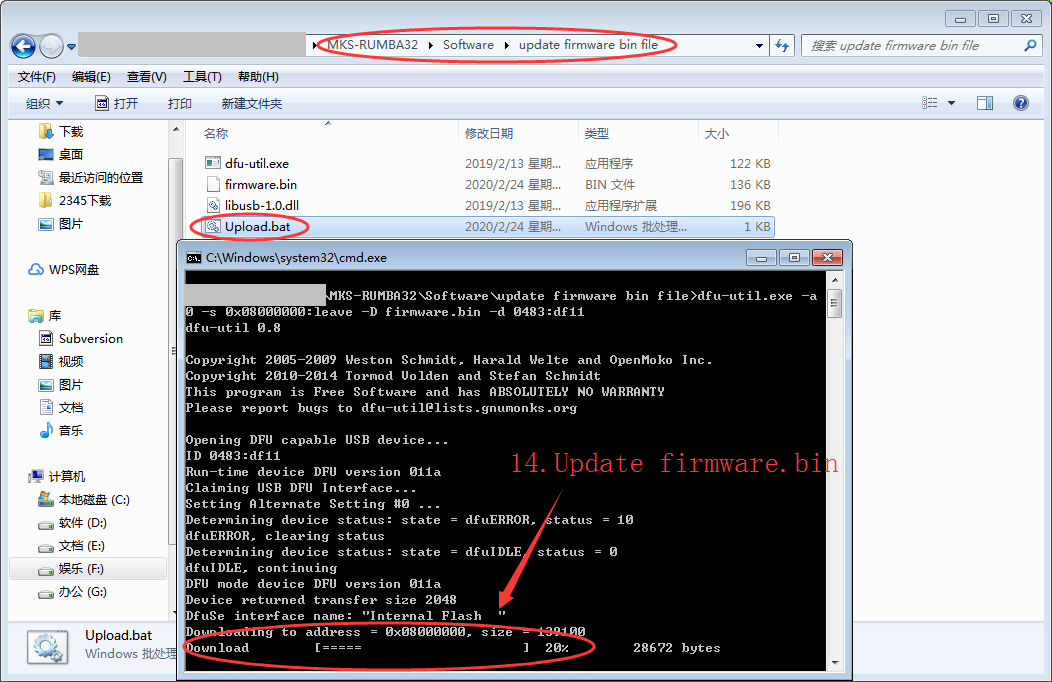 MKS-RUMBA32 Software update firmware bin file
搜索 update firmware bin file
文件(F) 编辑(E) 查看(V) 工具(T) 帮助(H)
组织 打开 打印 新建文件夹
名称 修改日期 类型 大小
下载
桌面
最近访问的位置
2345下载
图片
WPS网盘
库
Subversion
视频
图片
文档
音乐
计算机
本地磁盘 (C:)
软件 (D:)
文档 (E:)
娱乐 (F:)
办公 (G:)
dfu-util.exe 2019/2/13 星期... 应用程序 122 KB
firmware.bin 2020/2/24 星期... BIN 文件 136 KB
libusb-1.0.dll 2019/2/13 星期... 应用程序扩展 196 KB
Upload.bat 2020/2/24 星期... Windows 批处理... 1 KB
C:\Windows\system32\cmd.exe
\MKS-RUMBA32\Software\update firmware bin file>dfu-util.exe -a
0 -s 0x08000000:leave -D firmware.bin -d 0483:df11
dfu-util 0.8
Copyright 2005-2009 Weston Schmidt, Harald Welte and OpenMoko Inc.
Copyright 2010-2014 Tormod Volden and Stefan Schmidt
This program is Free Software and has ABSOLUTELY NO WARRANTY
Please report bugs to dfu-util@lists.gnumonks.org
Opening DFU capable USB device...
ID 0483:df11
Run-time device DFU version 011a
Claiming USB DFU Interface...
Setting Alternate Setting #0 ...
Determining device status: state = dfuERROR, status = 10
dfuERROR, clearing status
Determining device status: state = dfuIDLE, status = 0
dfuIDLE, continuing
DFU mode device DFU version 011a
Device returned transfer size 2048
DfuSe interface name: "Internal Flash  "
Downloading to address = 0x08000000, size = 139100
Download [===== ] 20% 28672 bytes
14.Update firmware.bin
Upload.bat
Windows 批处理